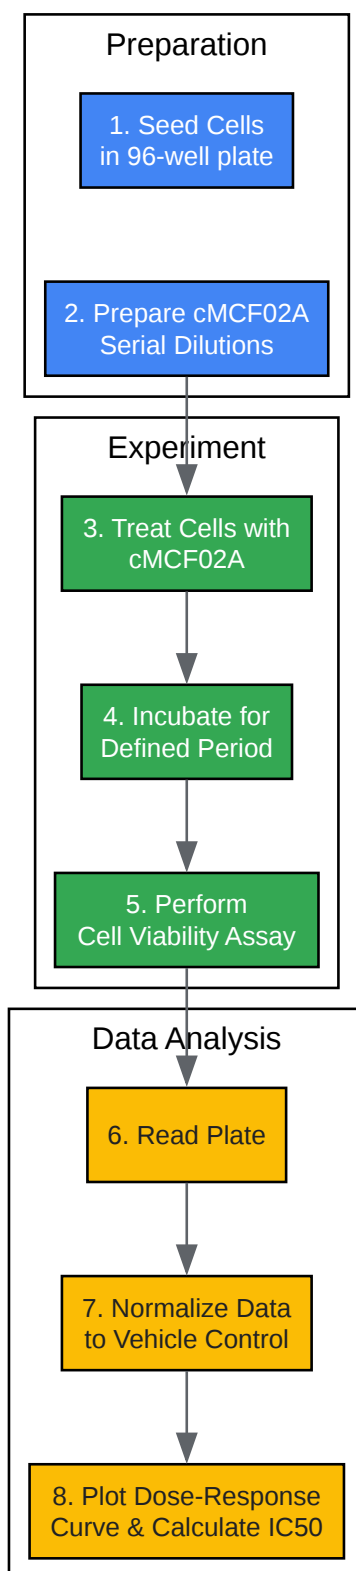 Preparation
1. Seed Cells
in 96-well plate
2. Prepare cMCF02A
Serial Dilutions
Experiment
3. Treat Cells with
cMCF02A
4. Incubate for
Defined Period
5. Perform
Cell Viability Assay
Data Analysis
6. Read Plate
7. Normalize Data
to Vehicle Control
8. Plot Dose-Response
Curve & Calculate IC50